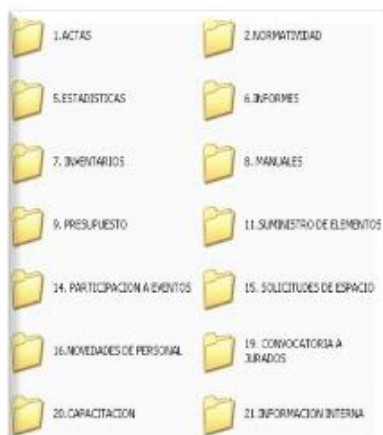 1.ACTAS
2.NORMATIVIDAD
5.ESTADISTICAS
6.INFORMES
7. INVENTARIOS
8. MANUALES
9. PRESUPUESTO
11.SUMINISTRO DE ELEMENTOS
14. PARTICIPACION A EVENTOS
15. SOLICITUDES DE ESPACIO
16.NOVEDADES DE PERSONAL
19. CONVOCATORIA A
JURADOS
20.CAPACITACION
21.INFORMACION INTERNA